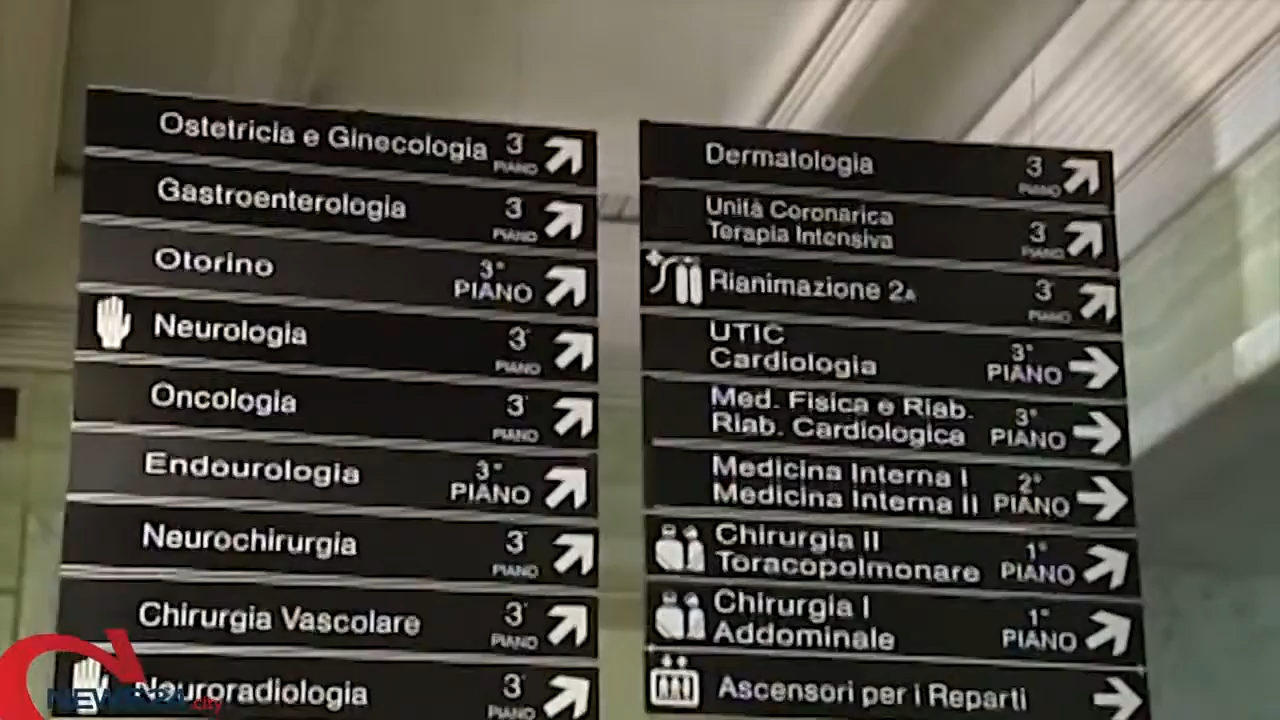 Ostetricia e Ginecologia 3° PIANO
Gastroenterologia 3° PIANO
Otorino 3° PIANO
Neurologia 3° PIANO
Oncologia 3° PIANO
Endourologia 3° PIANO
Neurochirurgia 3° PIANO
Chirurgia Vascolare 3° PIANO
Neuroradiologia 3° PIANO
Dermatologia 3° PIANO
Unità Coronarica
Terapia Intensiva 3° PIANO
Rianimazione 2A 3° PIANO
UTIC
Cardiologia 3° PIANO
Med. Fisica e Riab.
Riab. Cardiologica 3° PIANO
Medicina Interna I
Medicina Interna II 2° PIANO
Chirurgia II
Toracopolmonare 1° PIANO
Chirurgia I
Addominale 1° PIANO
Ascensori per i Reparti
.city